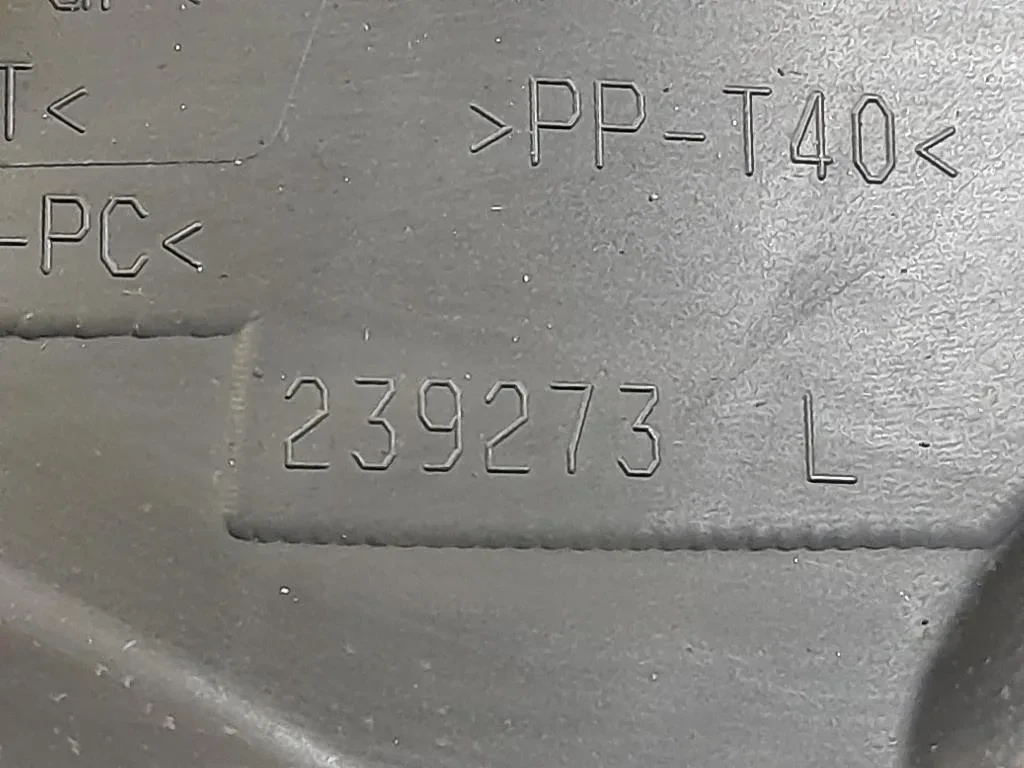 T<
>PP-T40<
-PC<
239273 L